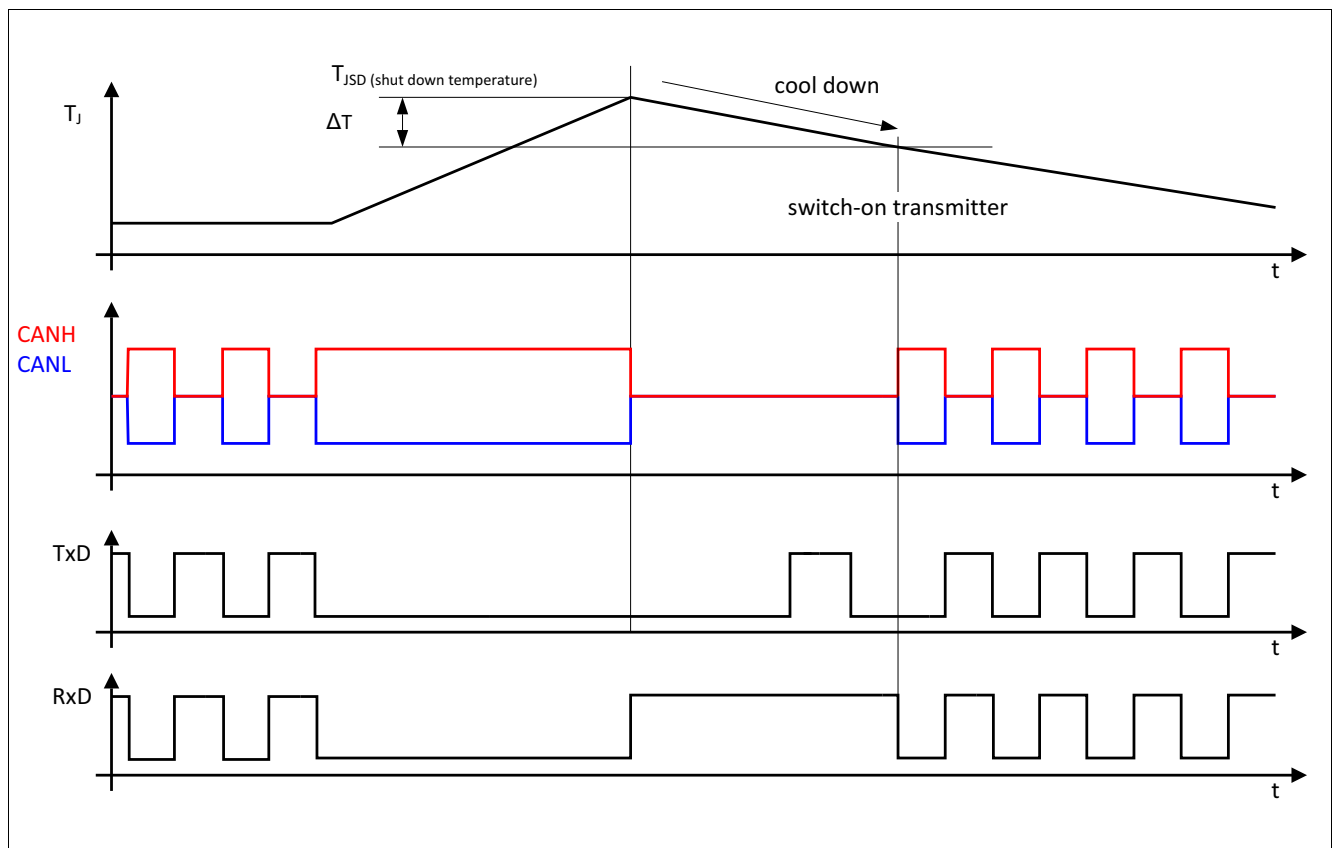 T_JSD (shut down temperature)
cool down
T_J
ΔT
switch-on transmitter
t
CANH
CANL
t
TxD
t
RxD
t